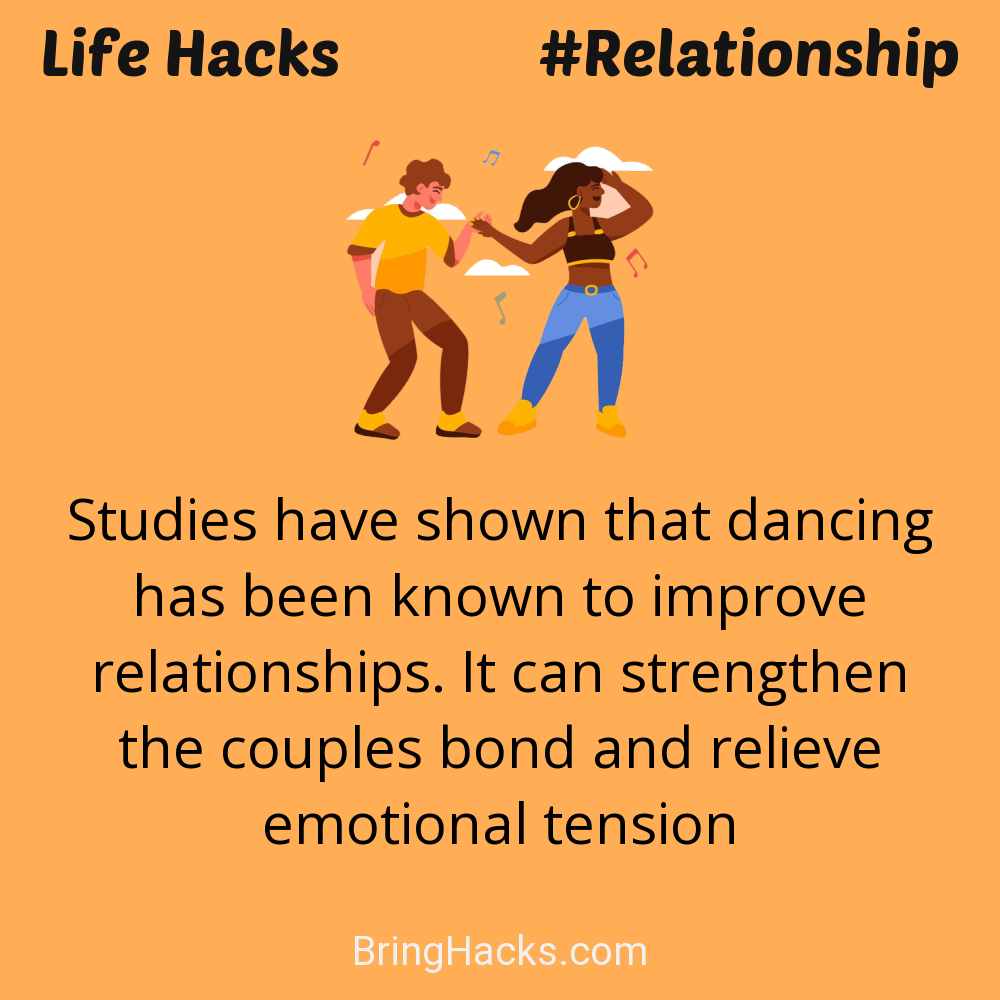 Life Hacks #Relationship
Studies have shown that dancing
has been known to improve
relationships. It can strengthen
the couples bond and relieve
emotional tension
BringHacks.com